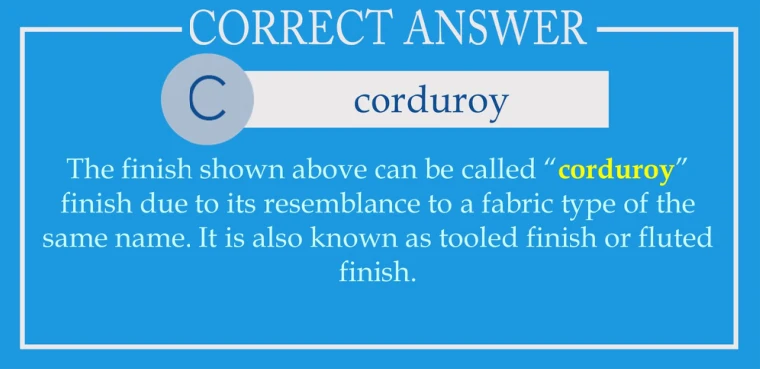 CORRECT ANSWER
C corduroy
The finish shown above can be called “corduroy”
finish due to its resemblance to a fabric type of the
same name. It is also known as tooled finish or fluted
finish.